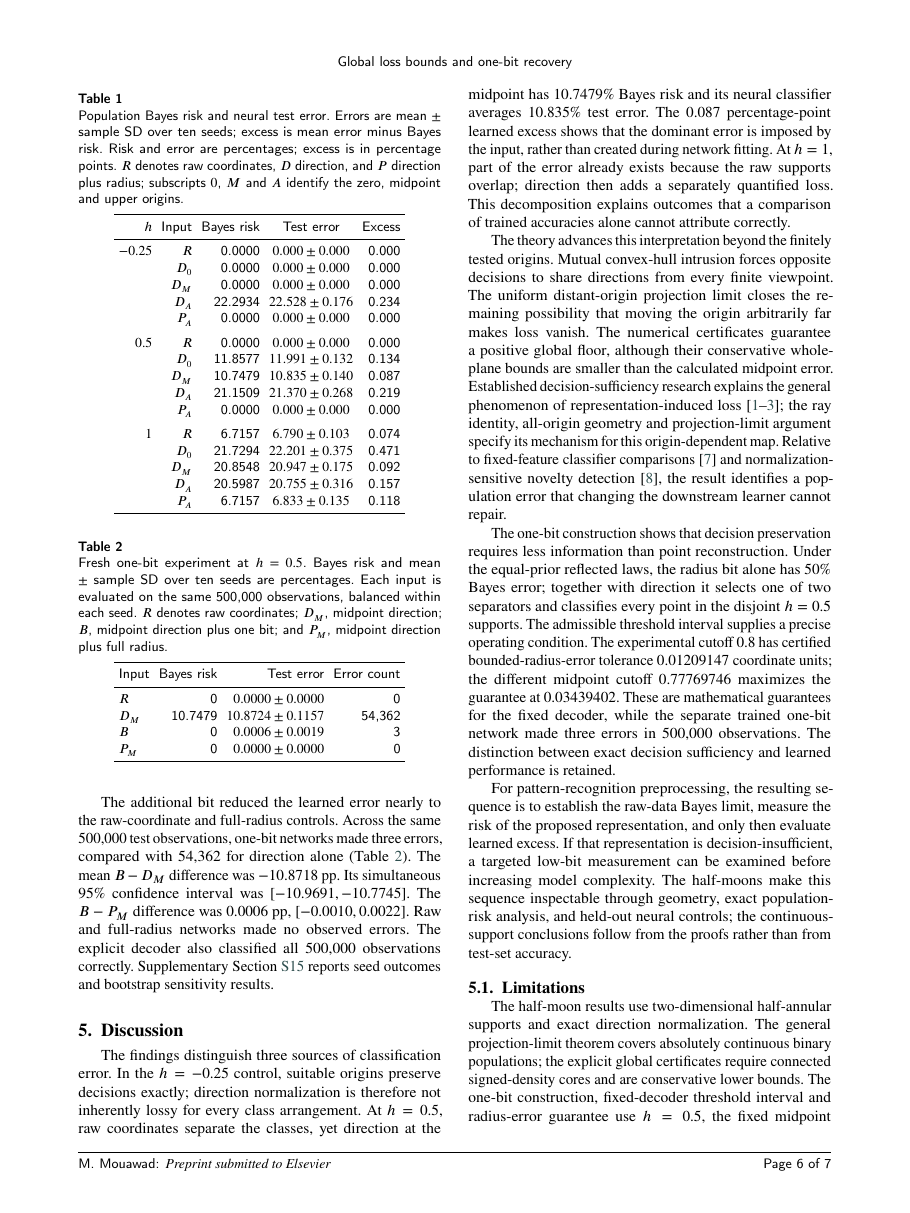 Global loss bounds and one-bit recovery
Table 1
Population Bayes risk and neural test error. Errors are mean ±
sample SD over ten seeds; excess is mean error minus Bayes
risk. Risk and error are percentages; excess is in percentage
points. R denotes raw coordinates, D direction, and P direction
plus radius; subscripts 0, M and A identify the zero, midpoint
and upper origins.
h Input Bayes risk Test error Excess
−0.25 R 0.0000 0.000 ± 0.000 0.000
D0 0.0000 0.000 ± 0.000 0.000
DM 0.0000 0.000 ± 0.000 0.000
DA 22.2934 22.528 ± 0.176 0.234
PA 0.0000 0.000 ± 0.000 0.000
0.5 R 0.0000 0.000 ± 0.000 0.000
D0 11.8577 11.991 ± 0.132 0.134
DM 10.7479 10.835 ± 0.140 0.087
DA 21.1509 21.370 ± 0.268 0.219
PA 0.0000 0.000 ± 0.000 0.000
1 R 6.7157 6.790 ± 0.103 0.074
D0 21.7294 22.201 ± 0.375 0.471
DM 20.8548 20.947 ± 0.175 0.092
DA 20.5987 20.755 ± 0.316 0.157
PA 6.7157 6.833 ± 0.135 0.118
Table 2
Fresh one-bit experiment at h = 0.5. Bayes risk and mean
± sample SD over ten seeds are percentages. Each input is
evaluated on the same 500,000 observations, balanced within
each seed. R denotes raw coordinates; DM, midpoint direction;
B, midpoint direction plus one bit; and PM, midpoint direction
plus full radius.
Input Bayes risk Test error Error count
R 0 0.0000 ± 0.0000 0
DM 10.7479 10.8724 ± 0.1157 54,362
B 0 0.0006 ± 0.0019 3
PM 0 0.0000 ± 0.0000 0
The additional bit reduced the learned error nearly to
the raw-coordinate and full-radius controls. Across the same
500,000 test observations, one-bit networks made three errors,
compared with 54,362 for direction alone (Table 2). The
mean B − DM difference was −10.8718 pp. Its simultaneous
95% confidence interval was [−10.9691, −10.7745]. The
B − PM difference was 0.0006 pp, [−0.0010, 0.0022]. Raw
and full-radius networks made no observed errors. The
explicit decoder also classified all 500,000 observations
correctly. Supplementary Section S15 reports seed outcomes
and bootstrap sensitivity results.
5. Discussion
The findings distinguish three sources of classification
error. In the h = −0.25 control, suitable origins preserve
decisions exactly; direction normalization is therefore not
inherently lossy for every class arrangement. At h = 0.5,
raw coordinates separate the classes, yet direction at the
midpoint has 10.7479% Bayes risk and its neural classifier
averages 10.835% test error. The 0.087 percentage-point
learned excess shows that the dominant error is imposed by
the input, rather than created during network fitting. At h = 1,
part of the error already exists because the raw supports
overlap; direction then adds a separately quantified loss.
This decomposition explains outcomes that a comparison
of trained accuracies alone cannot attribute correctly.
The theory advances this interpretation beyond the finitely
tested origins. Mutual convex-hull intrusion forces opposite
decisions to share directions from every finite viewpoint.
The uniform distant-origin projection limit closes the re-
maining possibility that moving the origin arbitrarily far
makes loss vanish. The numerical certificates guarantee
a positive global floor, although their conservative whole-
plane bounds are smaller than the calculated midpoint error.
Established decision-sufficiency research explains the general
phenomenon of representation-induced loss [1–3]; the ray
identity, all-origin geometry and projection-limit argument
specify its mechanism for this origin-dependent map. Relative
to fixed-feature classifier comparisons [7] and normalization-
sensitive novelty detection [8], the result identifies a pop-
ulation error that changing the downstream learner cannot
repair.
The one-bit construction shows that decision preservation
requires less information than point reconstruction. Under
the equal-prior reflected laws, the radius bit alone has 50%
Bayes error; together with direction it selects one of two
separators and classifies every point in the disjoint h = 0.5
supports. The admissible threshold interval supplies a precise
operating condition. The experimental cutoff 0.8 has certified
bounded-radius-error tolerance 0.01209147 coordinate units;
the different midpoint cutoff 0.77769746 maximizes the
guarantee at 0.03439402. These are mathematical guarantees
for the fixed decoder, while the separate trained one-bit
network made three errors in 500,000 observations. The
distinction between exact decision sufficiency and learned
performance is retained.
For pattern-recognition preprocessing, the resulting se-
quence is to establish the raw-data Bayes limit, measure the
risk of the proposed representation, and only then evaluate
learned excess. If that representation is decision-insufficient,
a targeted low-bit measurement can be examined before
increasing model complexity. The half-moons make this
sequence inspectable through geometry, exact population-
risk analysis, and held-out neural controls; the continuous-
support conclusions follow from the proofs rather than from
test-set accuracy.
5.1. Limitations
The half-moon results use two-dimensional half-annular
supports and exact direction normalization. The general
projection-limit theorem covers absolutely continuous binary
populations; the explicit global certificates require connected
signed-density cores and are conservative lower bounds. The
one-bit construction, fixed-decoder threshold interval and
radius-error guarantee use h = 0.5, the fixed midpoint
M. Mouawad: Preprint submitted to Elsevier
Page 6 of 7